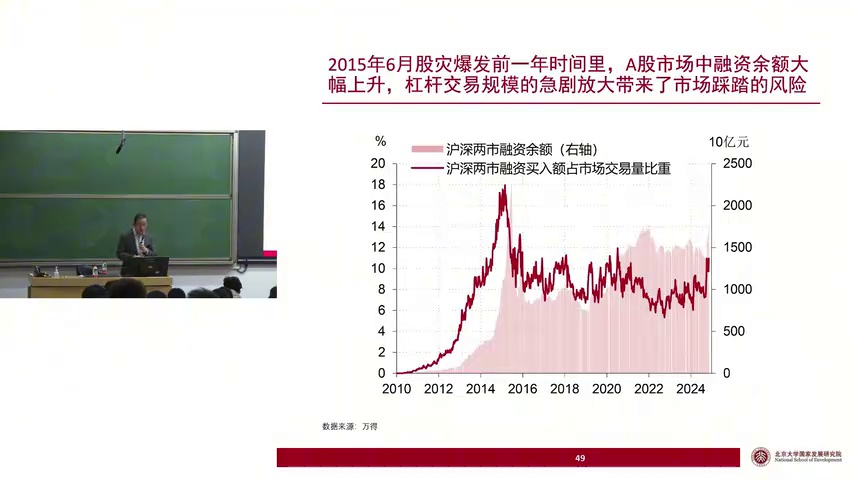 2015年6月股灾爆发前一年时间里，A股市场中融资余额大
幅上升，杠杆交易规模的急剧放大带来了市场踩踏的风险
% 10亿元
沪深两市融资余额（右轴）
沪深两市融资买入额占市场交易量比重
20 2500
18
16 2000
14
12 1500
10
8 1000
6
4 500
2
0 0
2010 2012 2014 2016 2018 2020 2022 2024
数据来源：万得
49
北京大学国家发展研究院
National School of Development